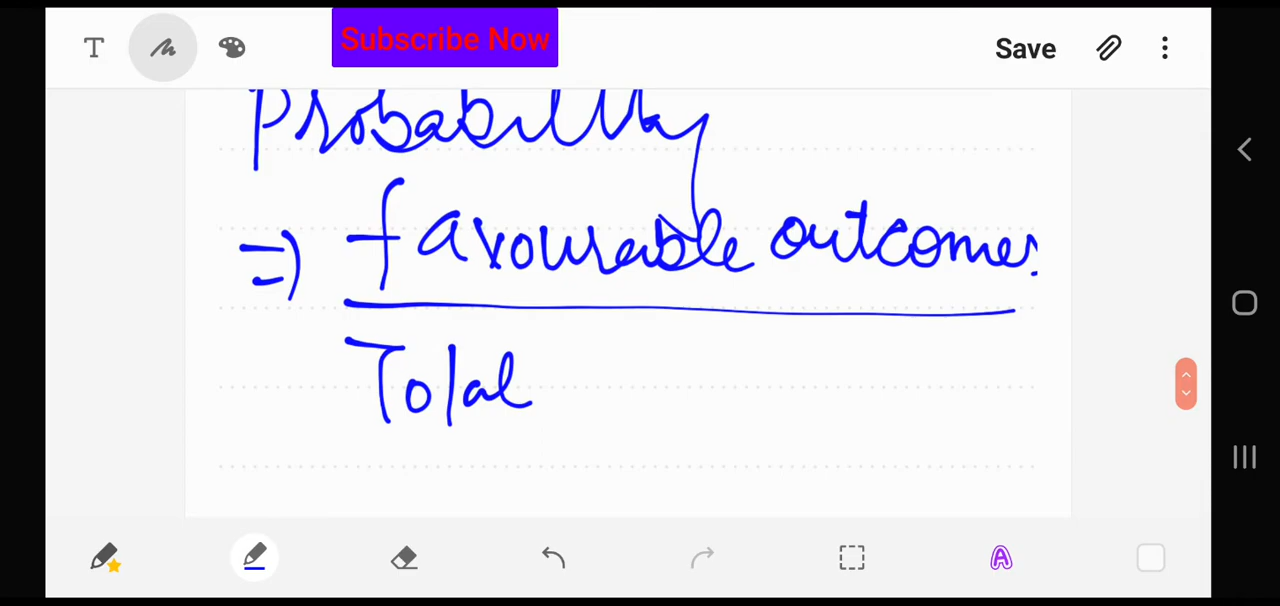 T
Subscribe Now
Save
Probability
⇒ favourable outcomes
Total
A